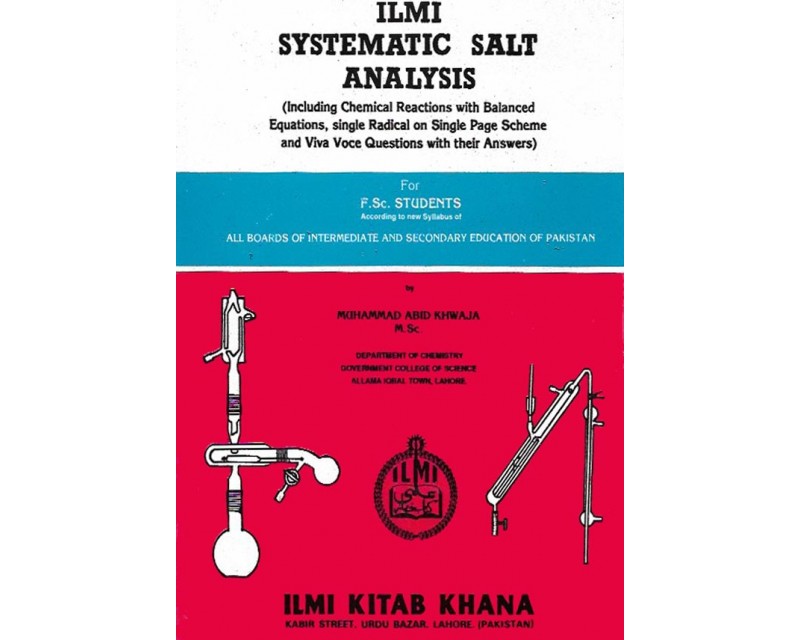 ILMI
SYSTEMATIC SALT
ANALYSIS
(Including Chemical Reactions with Balanced
Equations, single Radical on Single Page Scheme
and Viva Voce Questions with their Answers)
For
F.Sc. STUDENTS
According to new Syllabus of
ALL BOARDS OF INTERMEDIATE AND SECONDARY EDUCATION OF PAKISTAN
by
MUHAMMAD ABID KHWAJA
M.Sc.
DEPARTMENT OF CHEMISTRY
GOVERNMENT COLLEGE OF SCIENCE
ALLAMA IQBAL TOWN, LAHORE.
ILMI
ILMI KITAB KHANA
KABIR STREET, URDU BAZAR, LAHORE. (PAKISTAN)